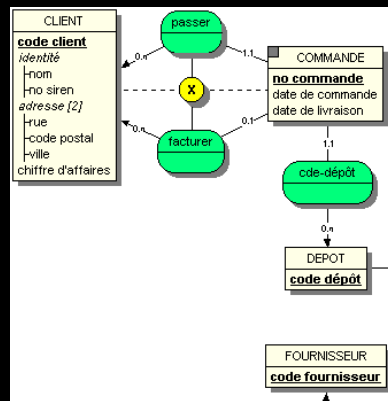 CLIENT
code client
identité
nom
no siren
adresse [2]
rue
code postal
ville
chiffre d'affaires
passer
0.n
1.1
X
0.n
0.1
facturer
COMMANDE
no commande
date de commande
date de livraison
1.1
cde-dépôt
0.n
DEPOT
code dépôt
FOURNISSEUR
code fournisseur